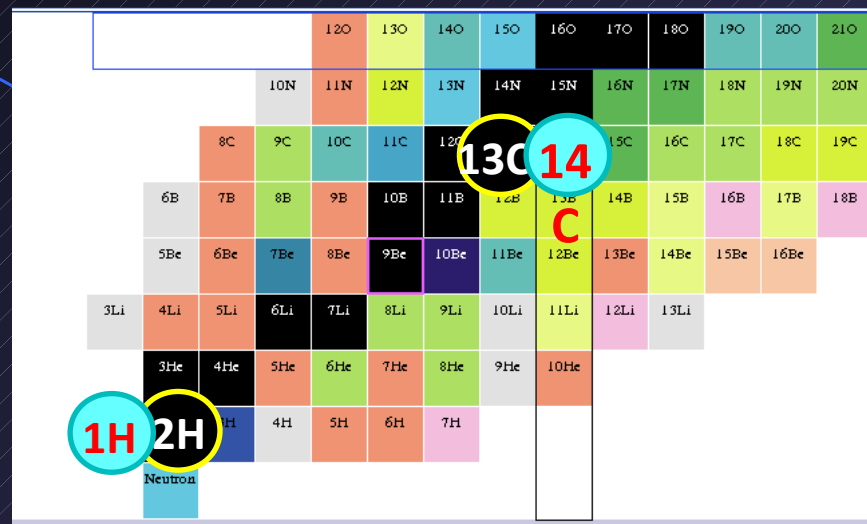 12O 13O 14O 15O 16O 17O 18O 19O 20O 21O
10N 11N 12N 13N 14N 15N 16N 17N 18N 19N 20N
8C 9C 10C 11C 12C 13C 14 15C 16C 17C 18C 19C
C
6B 7B 8B 9B 10B 11B 12B 13B 14B 15B 16B 17B 18B
5Be 6Be 7Be 8Be 9Be 10Be 11Be 12Be 13Be 14Be 15Be 16Be
3Li 4Li 5Li 6Li 7Li 8Li 9Li 10Li 11Li 12Li 13Li
3He 4He 5He 6He 7He 8He 9He 10He
1H 2H 3H 4H 5H 6H 7H
Neutron